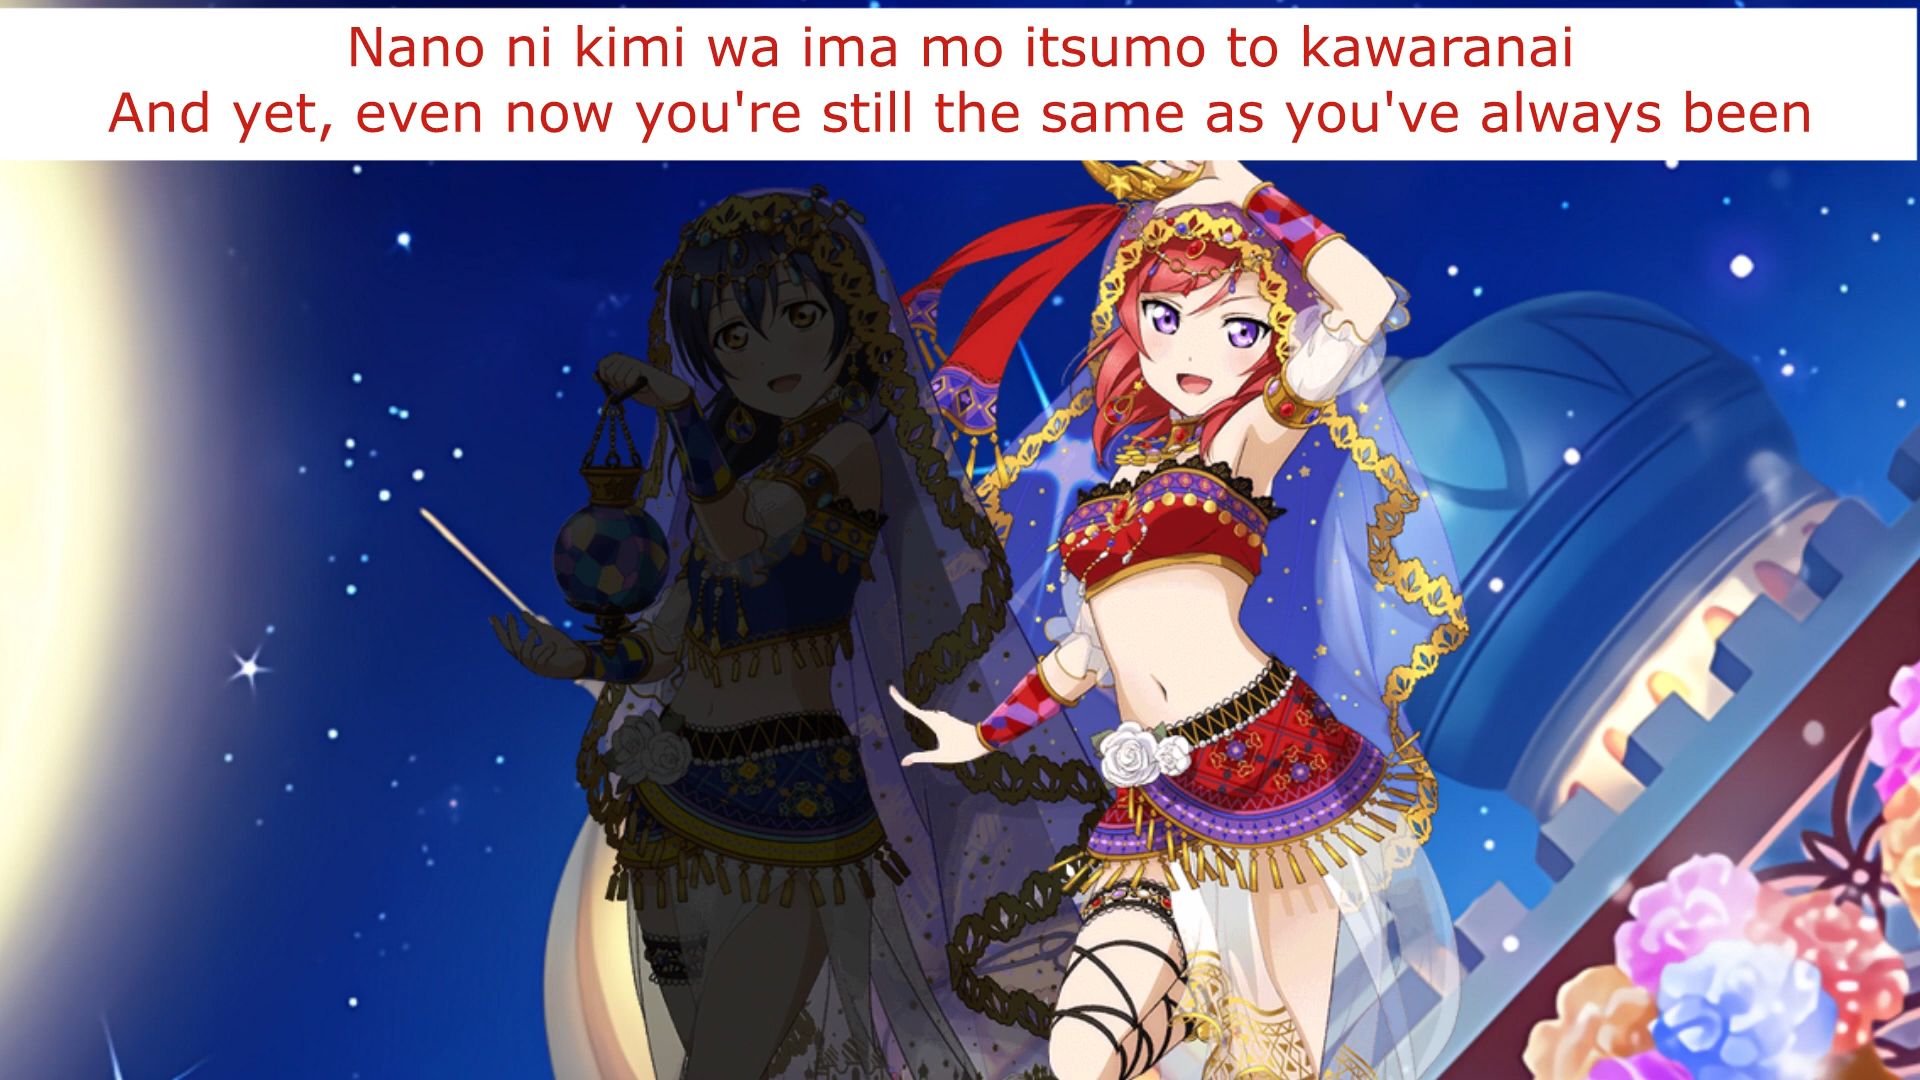 Nano ni kimi wa ima mo itsumo to kawaranai
And yet, even now you're still the same as you've always been